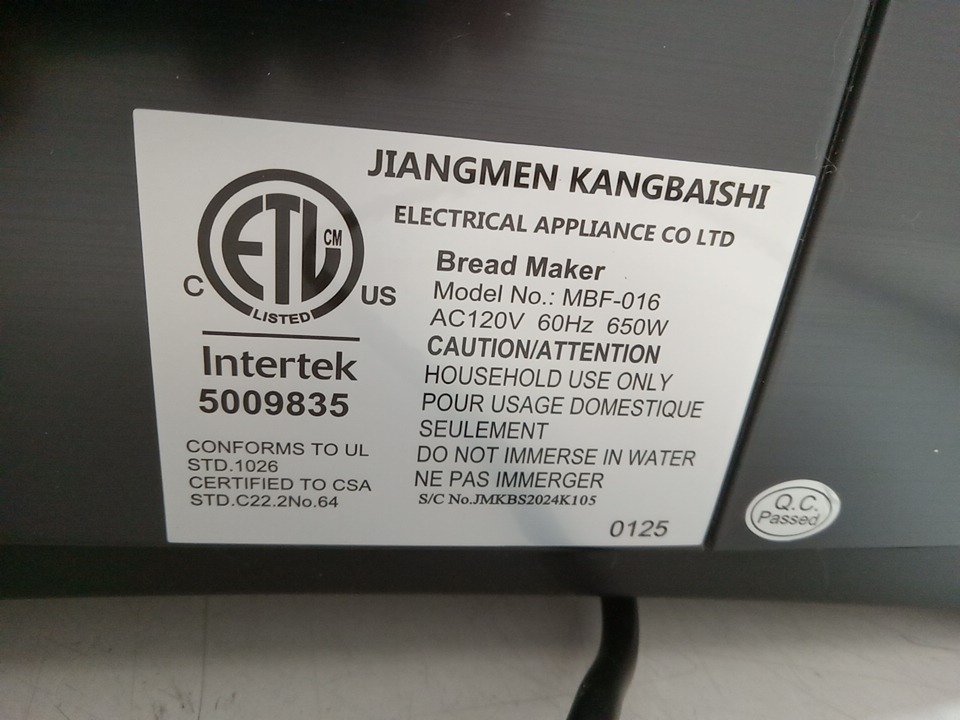 JIANGMEN KANGBAISHI
ELECTRICAL APPLIANCE CO LTD
Bread Maker
Model No.: MBF-016
AC120V 60Hz 650W
CAUTION/ATTENTION
HOUSEHOLD USE ONLY
POUR USAGE DOMESTIQUE
SEULEMENT
DO NOT IMMERSE IN WATER
NE PAS IMMERGER
S/C No.JMKBS2024K105
0125
ETL CM
C US
LISTED
Intertek
5009835
CONFORMS TO UL
STD.1026
CERTIFIED TO CSA
STD.C22.2No.64
Q.C.
Passed